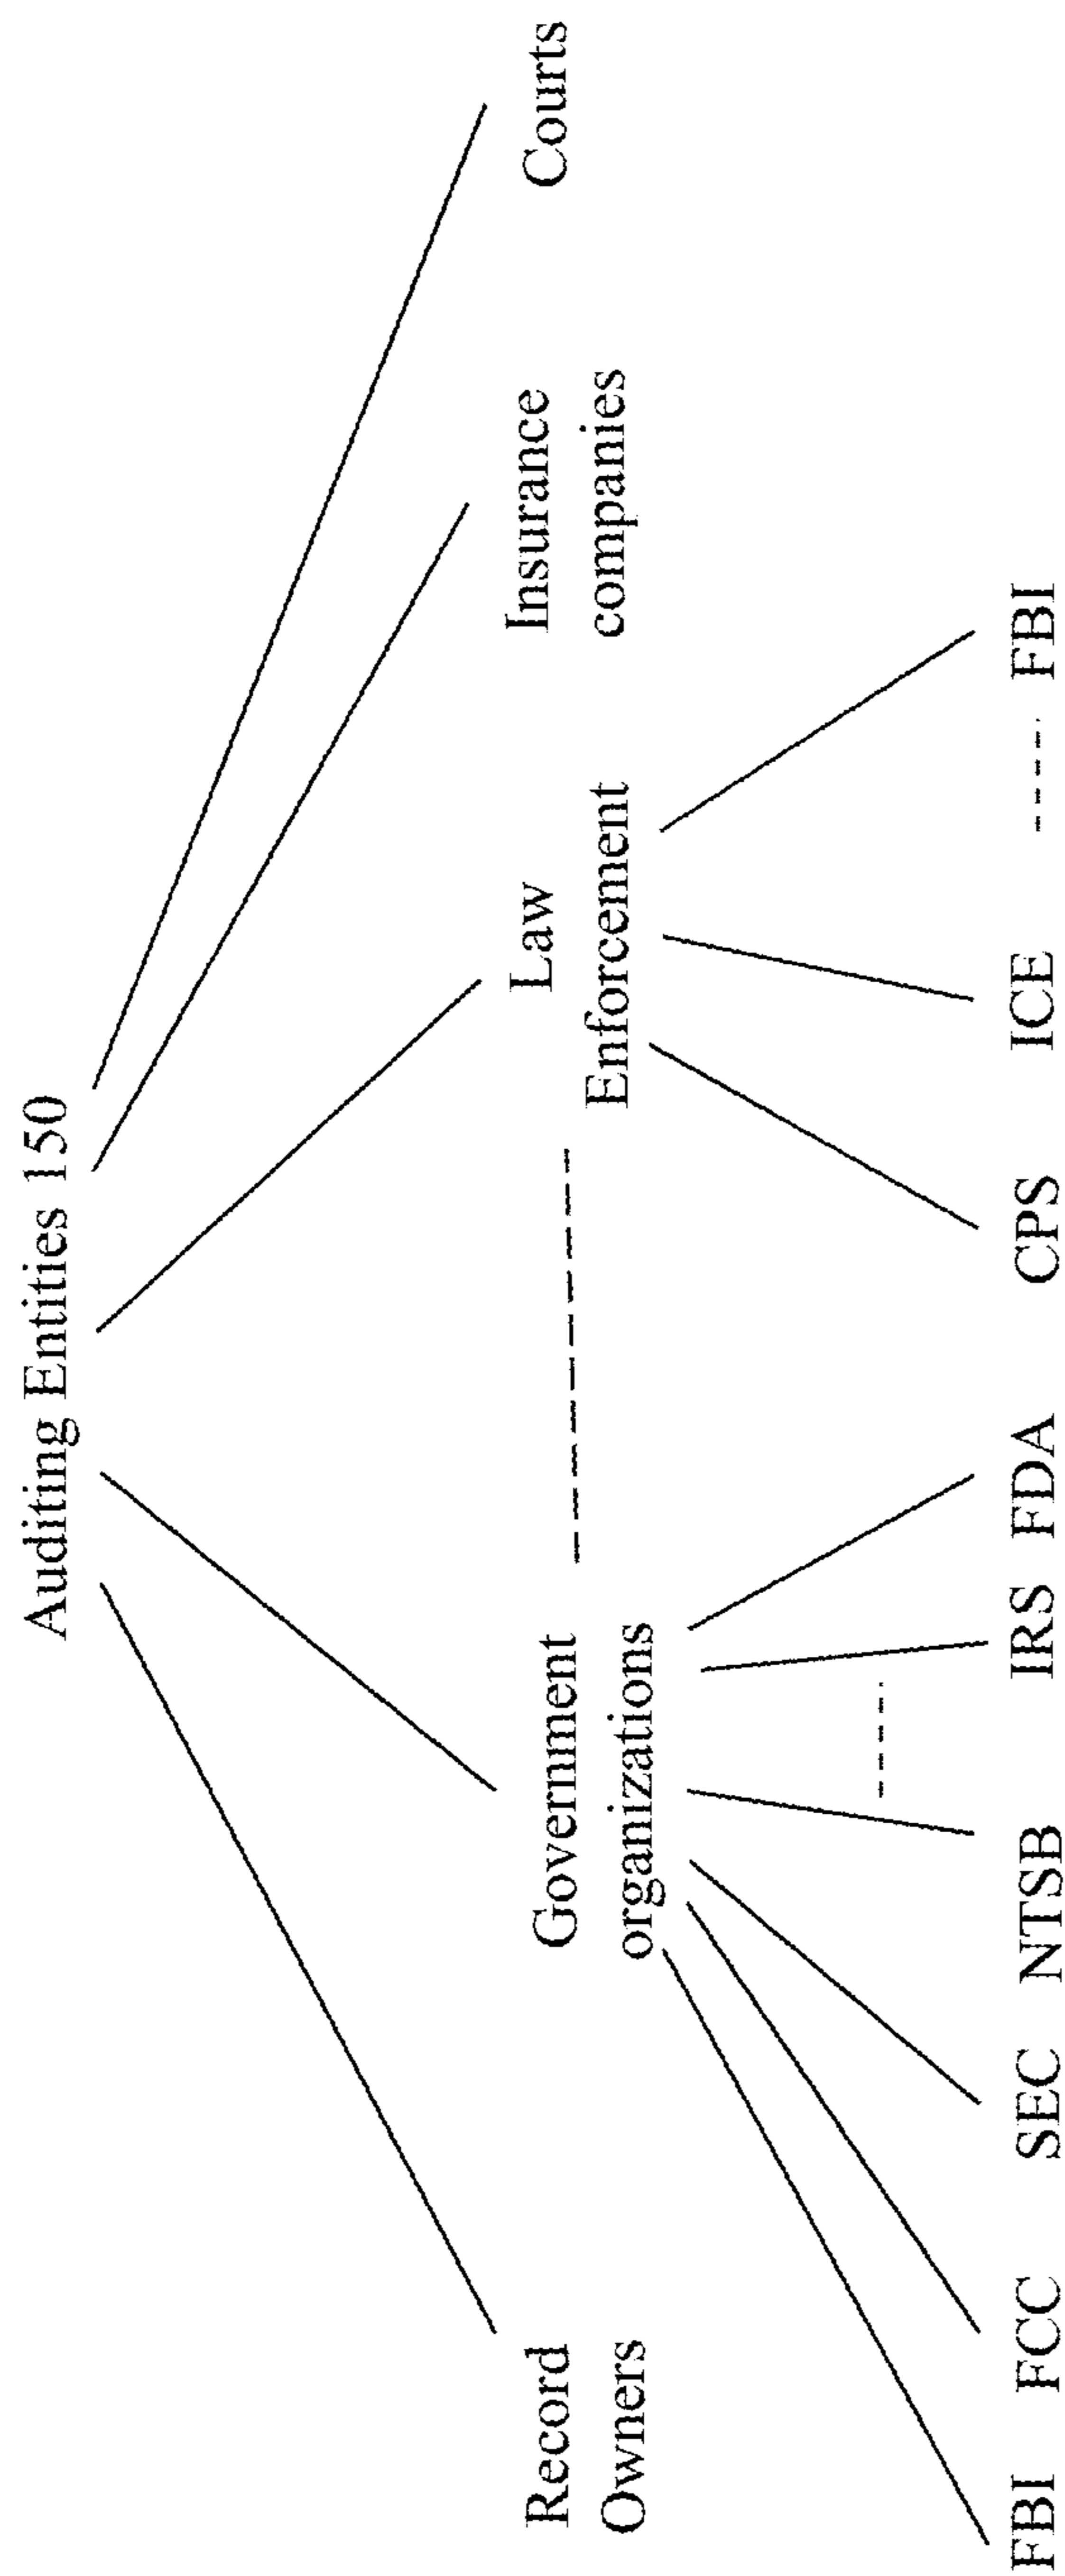 Auditing Entities 150
Record
Owners
Government
organizations
Law
Enforcement
Insurance
companies
Courts
FBI FCC SEC NTSB IRS FDA CPS ICE FBI